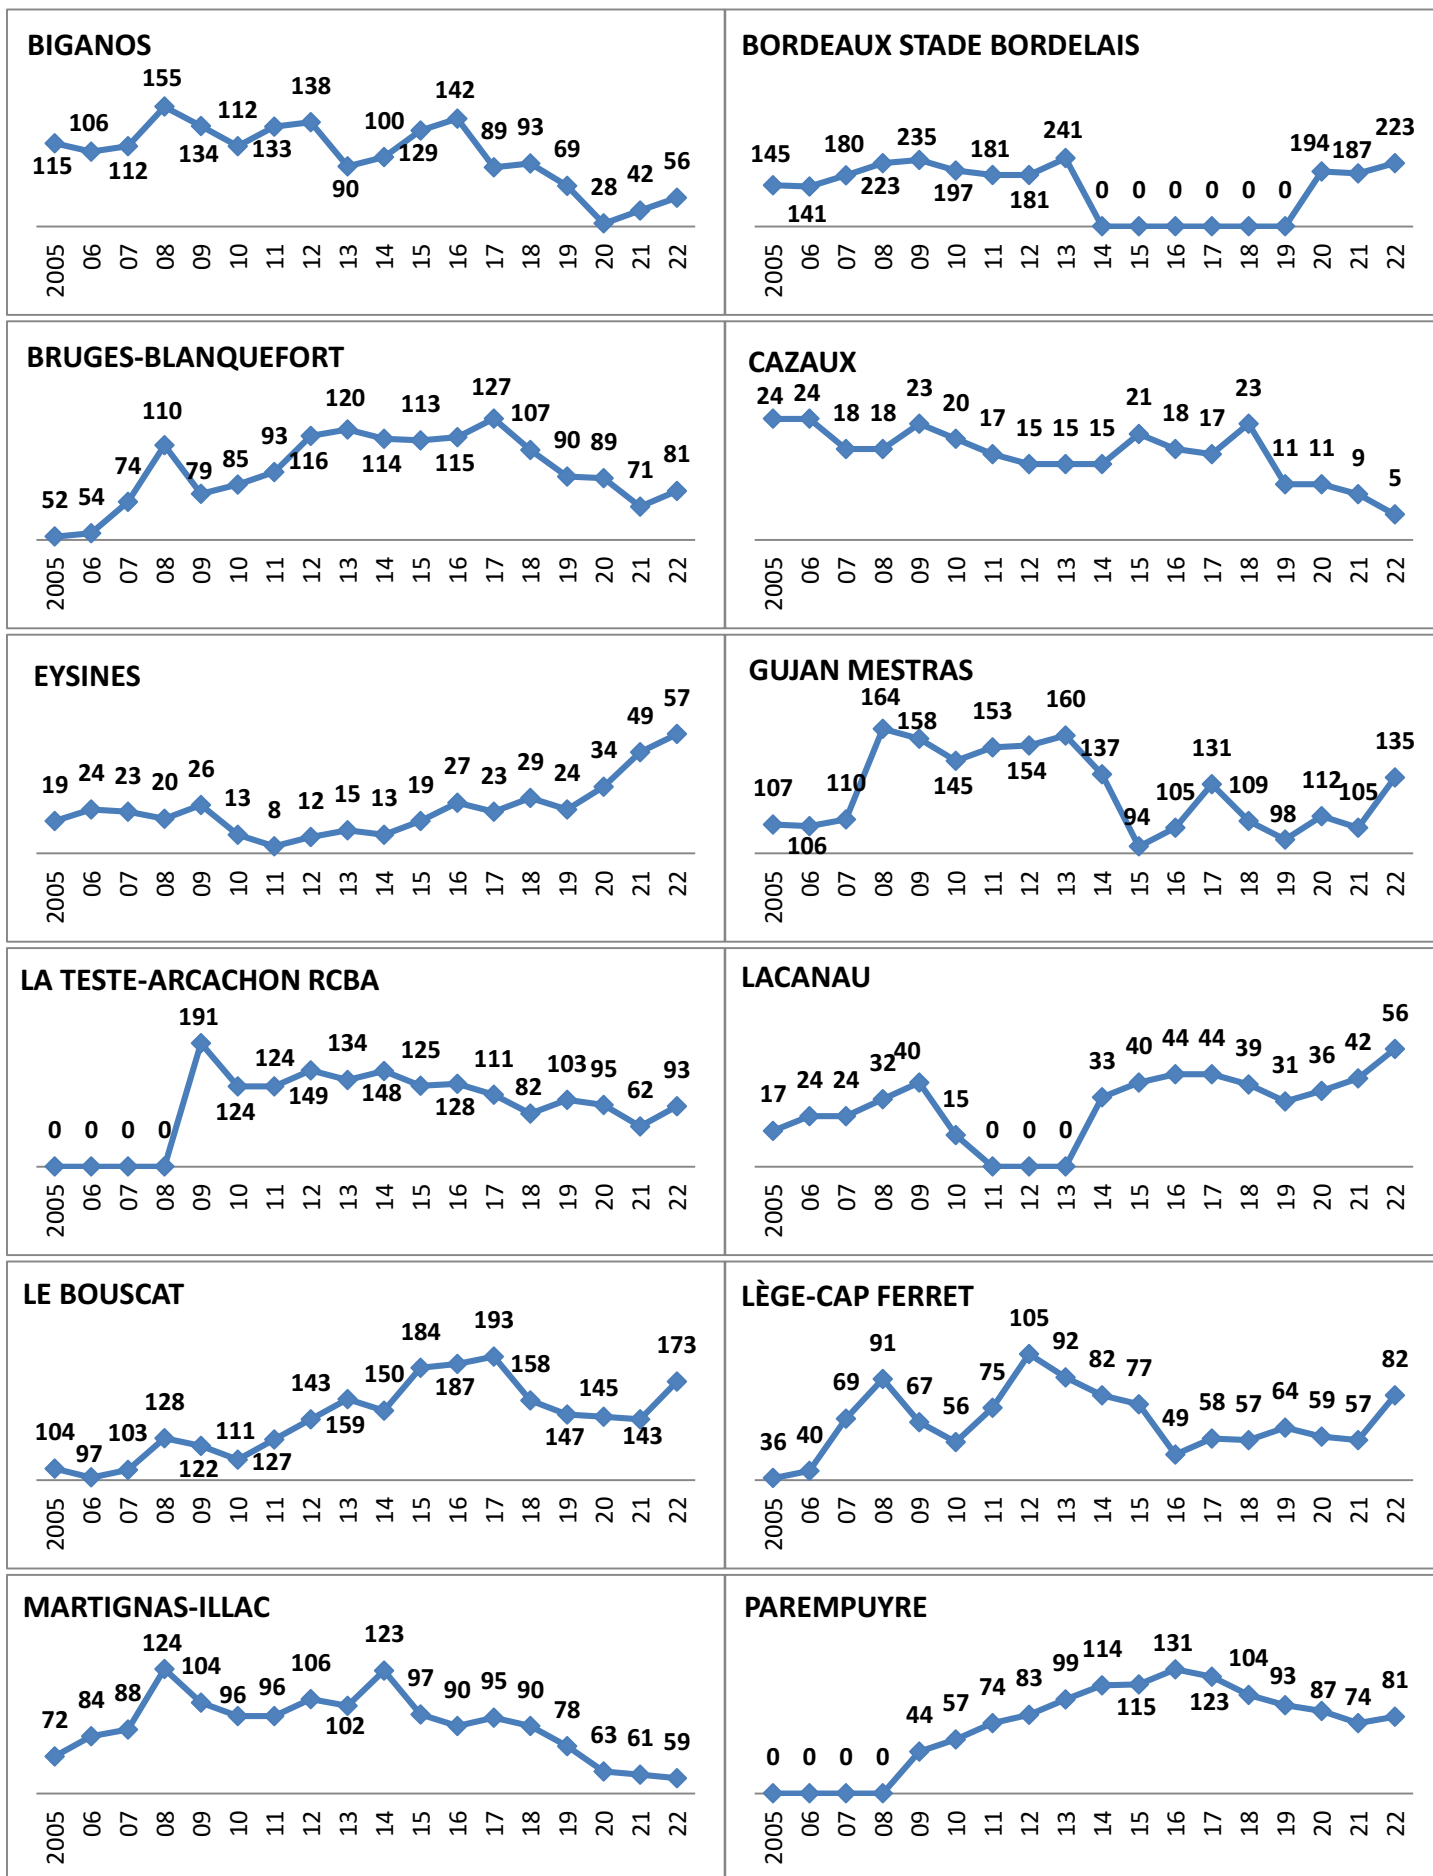 BIGANOS
115 106 112 155 134 112 133 138 90 100 129 142 89 93 69 28 42 56
2005 06 07 08 09 10 11 12 13 14 15 16 17 18 19 20 21 22
BORDEAUX STADE BORDELAIS
145 141 180 223 235 197 181 181 241 0 0 0 0 0 0 194 187 223
2005 06 07 08 09 10 11 12 13 14 15 16 17 18 19 20 21 22
BRUGES-BLANQUEFORT
52 54 74 110 79 85 93 116 120 114 113 115 127 107 90 89 71 81
2005 06 07 08 09 10 11 12 13 14 15 16 17 18 19 20 21 22
CAZAUX
24 24 18 18 23 20 17 15 15 15 21 18 17 23 11 11 9 5
2005 06 07 08 09 10 11 12 13 14 15 16 17 18 19 20 21 22
EYSINES
19 24 23 20 26 13 8 12 15 13 19 27 23 29 24 34 49 57
2005 06 07 08 09 10 11 12 13 14 15 16 17 18 19 20 21 22
GUJAN MESTRAS
107 106 110 164 158 145 153 154 160 137 94 105 131 109 98 112 105 135
2005 06 07 08 09 10 11 12 13 14 15 16 17 18 19 20 21 22
LA TESTE-ARCACHON RCBA
0 0 0 0 191 124 124 149 134 148 125 128 111 82 103 95 62 93
2005 06 07 08 09 10 11 12 13 14 15 16 17 18 19 20 21 22
LACANAU
17 24 24 32 40 15 0 0 0 33 40 44 44 39 31 36 42 56
2005 06 07 08 09 10 11 12 13 14 15 16 17 18 19 20 21 22
LE BOUSCAT
104 97 103 128 122 111 127 143 159 150 184 187 193 158 147 145 143 173
2005 06 07 08 09 10 11 12 13 14 15 16 17 18 19 20 21 22
LÈGE-CAP FERRET
36 40 69 91 67 56 75 105 92 82 77 49 58 57 64 59 57 82
2005 06 07 08 09 10 11 12 13 14 15 16 17 18 19 20 21 22
MARTIGNAS-ILLAC
72 84 88 124 104 96 96 106 102 123 97 90 95 90 78 63 61 59
2005 06 07 08 09 10 11 12 13 14 15 16 17 18 19 20 21 22
PAREMPUYRE
0 0 0 0 44 57 74 83 99 114 115 131 123 104 93 87 74 81
2005 06 07 08 09 10 11 12 13 14 15 16 17 18 19 20 21 22